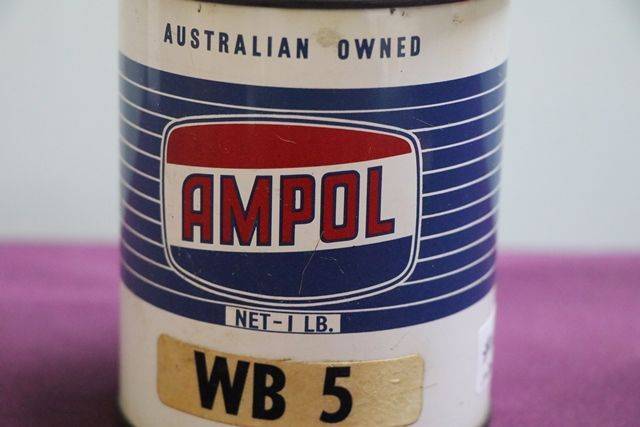 AUSTRALIAN OWNED
AMPOL
NET-1 LB.
WB 5